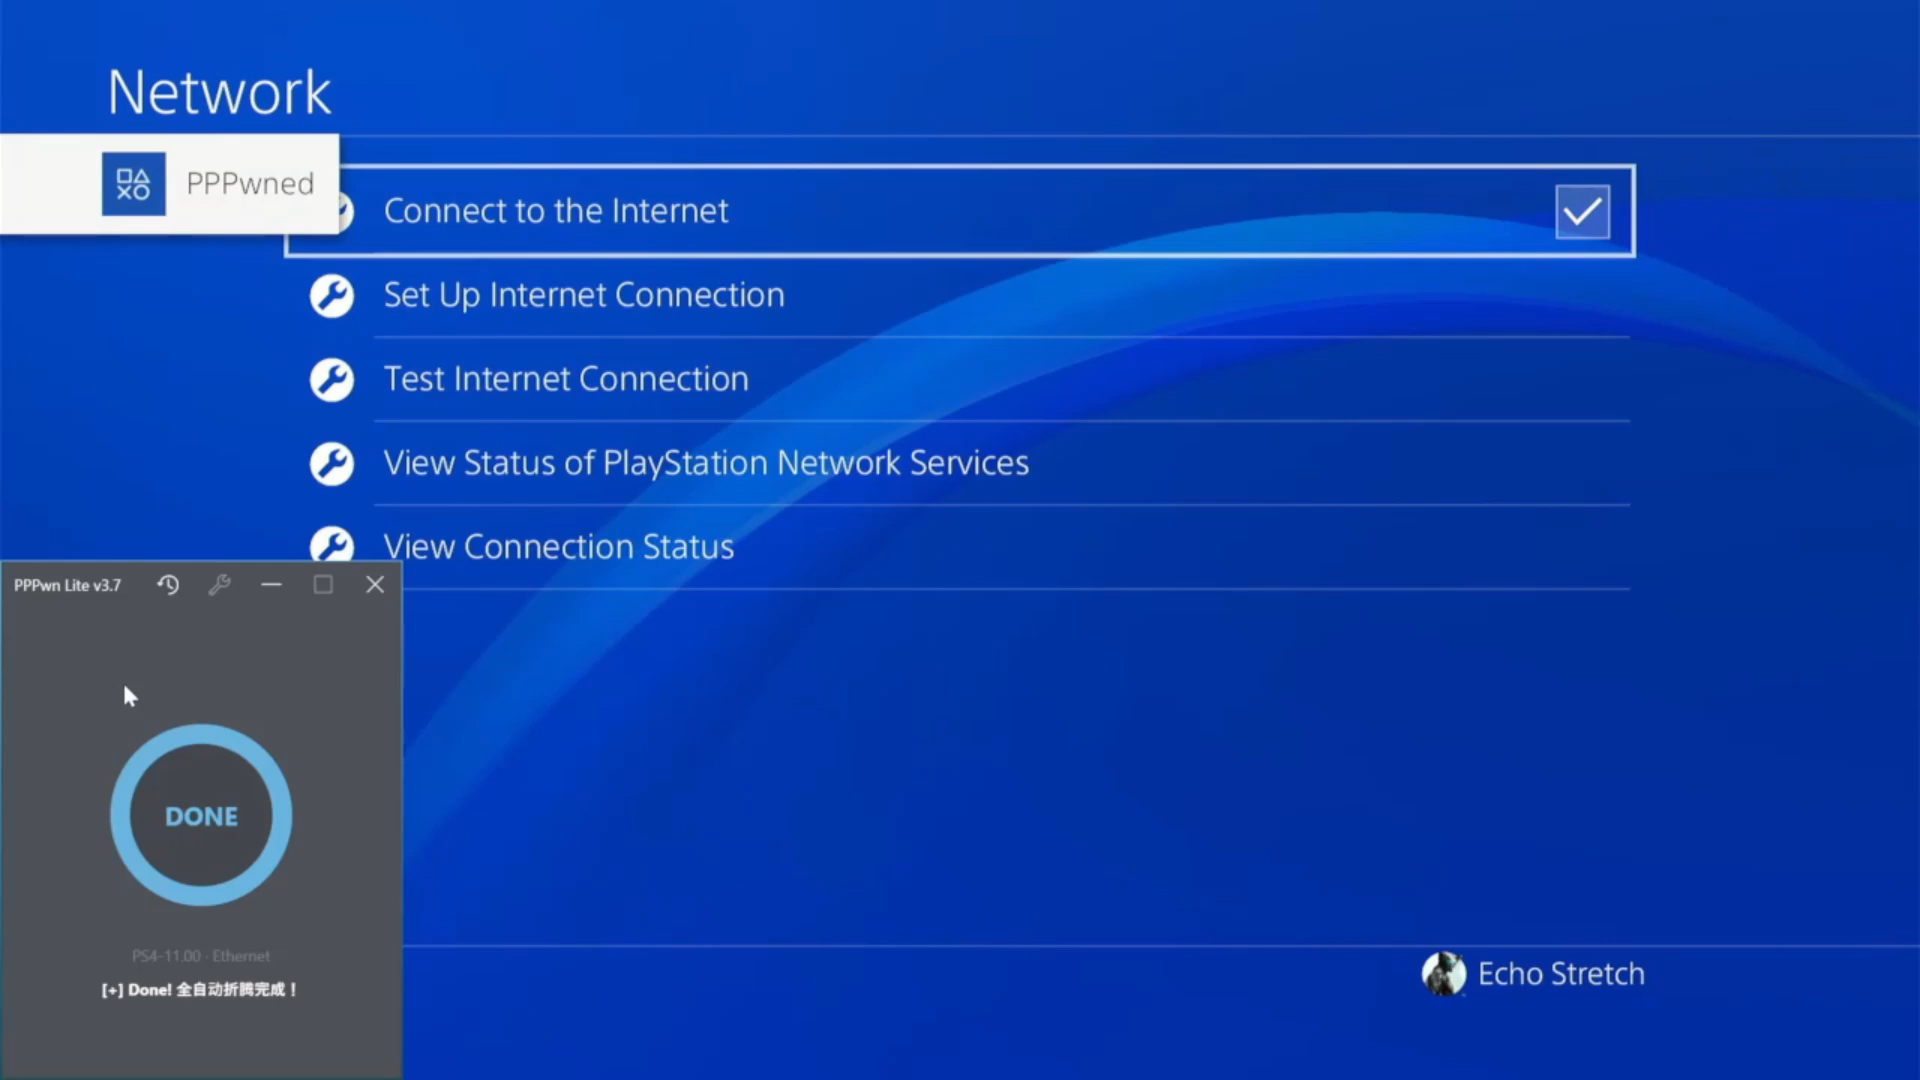 Network
PPPwned
Connect to the Internet
Set Up Internet Connection
Test Internet Connection
View Status of PlayStation Network Services
View Connection Status
PPPwn Lite v3.7
DONE
PS4-11.00 · Ethernet
[+] Done! 全自动折腾完成！
Echo Stretch